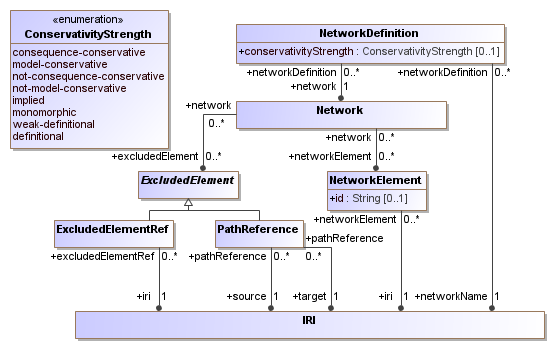 «enumeration»
ConservativityStrength
consequence-conservative
model-conservative
not-consequence-conservative
not-model-conservative
implied
monomorphic
weak-definitional
definitional
NetworkDefinition
+conservativityStrength : ConservativityStrength [0..1]
+networkDefinition 0..*
+networkDefinition 0..*
+network 1
Network
+network
0..*
+network
0..*
+excludedElement 0..*
+networkElement 0..*
ExcludedElement
NetworkElement
+id : String [0..1]
+networkElement 0..*
ExcludedElementRef
PathReference
+pathReference
+excludedElementRef 0..*
+pathReference 0..*
0..*
+iri 1
+source 1
+target 1
+iri 1
+networkName 1
IRI